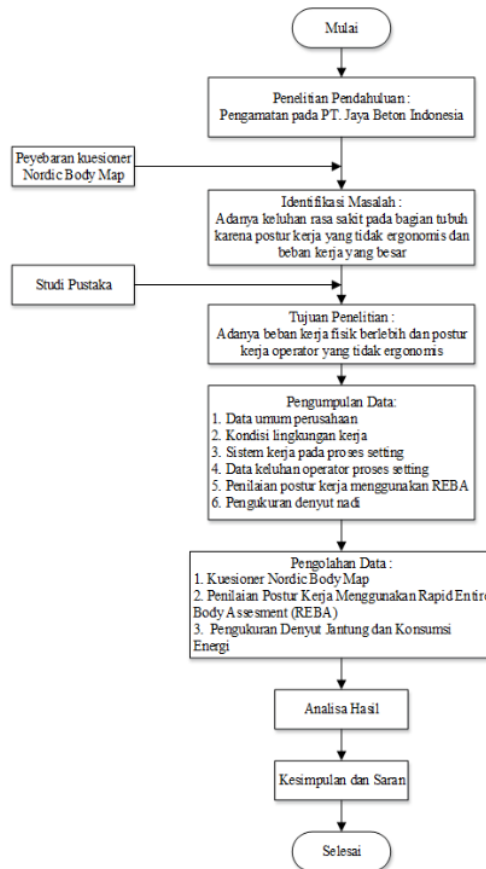 Mulai
Penelitian Pendahuluan :
Pengamatan pada PT. Jaya Beton Indonesia
Peyebaran kuesioner
Nordic Body Map
Identifikasi Masalah :
Adanya keluhan rasa sakit pada bagian tubuh
karena postur kerja yang tidak ergonomis dan
beban kerja yang besar
Studi Pustaka
Tujuan Penelitian :
Adanya beban kerja fisik berlebih dan postur
kerja operator yang tidak ergonomis
Pengumpulan Data:
1. Data umum perusahaan
2. Kondisi lingkungan kerja
3. Sistem kerja pada proses setting
4. Data keluhan operator proses setting
5. Penilaian postur kerja menggunakan REBA
6. Pengukuran denyut nadi
Pengolahan Data :
1. Kuesioner Nordic Body Map
2. Penilaian Postur Kerja Menggunakan Rapid Entire
Body Assesment (REBA)
3. Pengukuran Denyut Jantung dan Konsumsi
Energi
Analisa Hasil
Kesimpulan dan Saran
Selesai